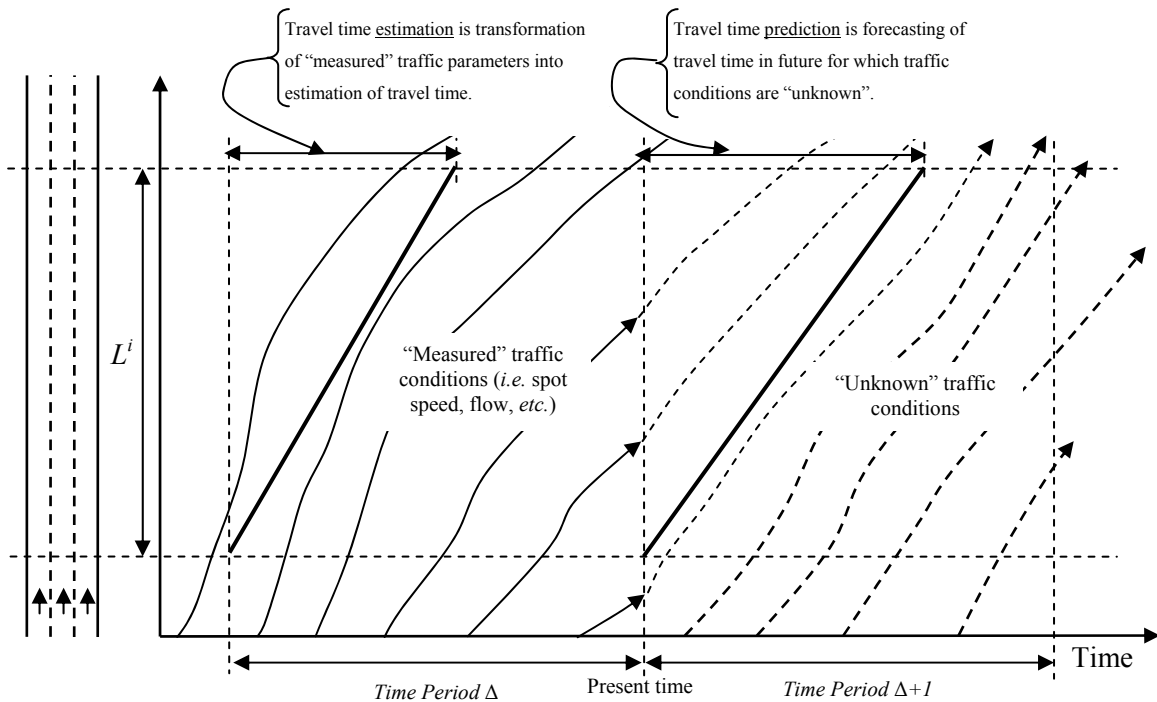 Travel time estimation is transformation
of “measured” traffic parameters into
estimation of travel time.
Travel time prediction is forecasting of
travel time in future for which traffic
conditions are “unknown”.
L^i
“Measured” traffic
conditions (i.e. spot
speed, flow, etc.)
“Unknown” traffic
conditions
Time
Time Period Δ
Present time
Time Period Δ+1